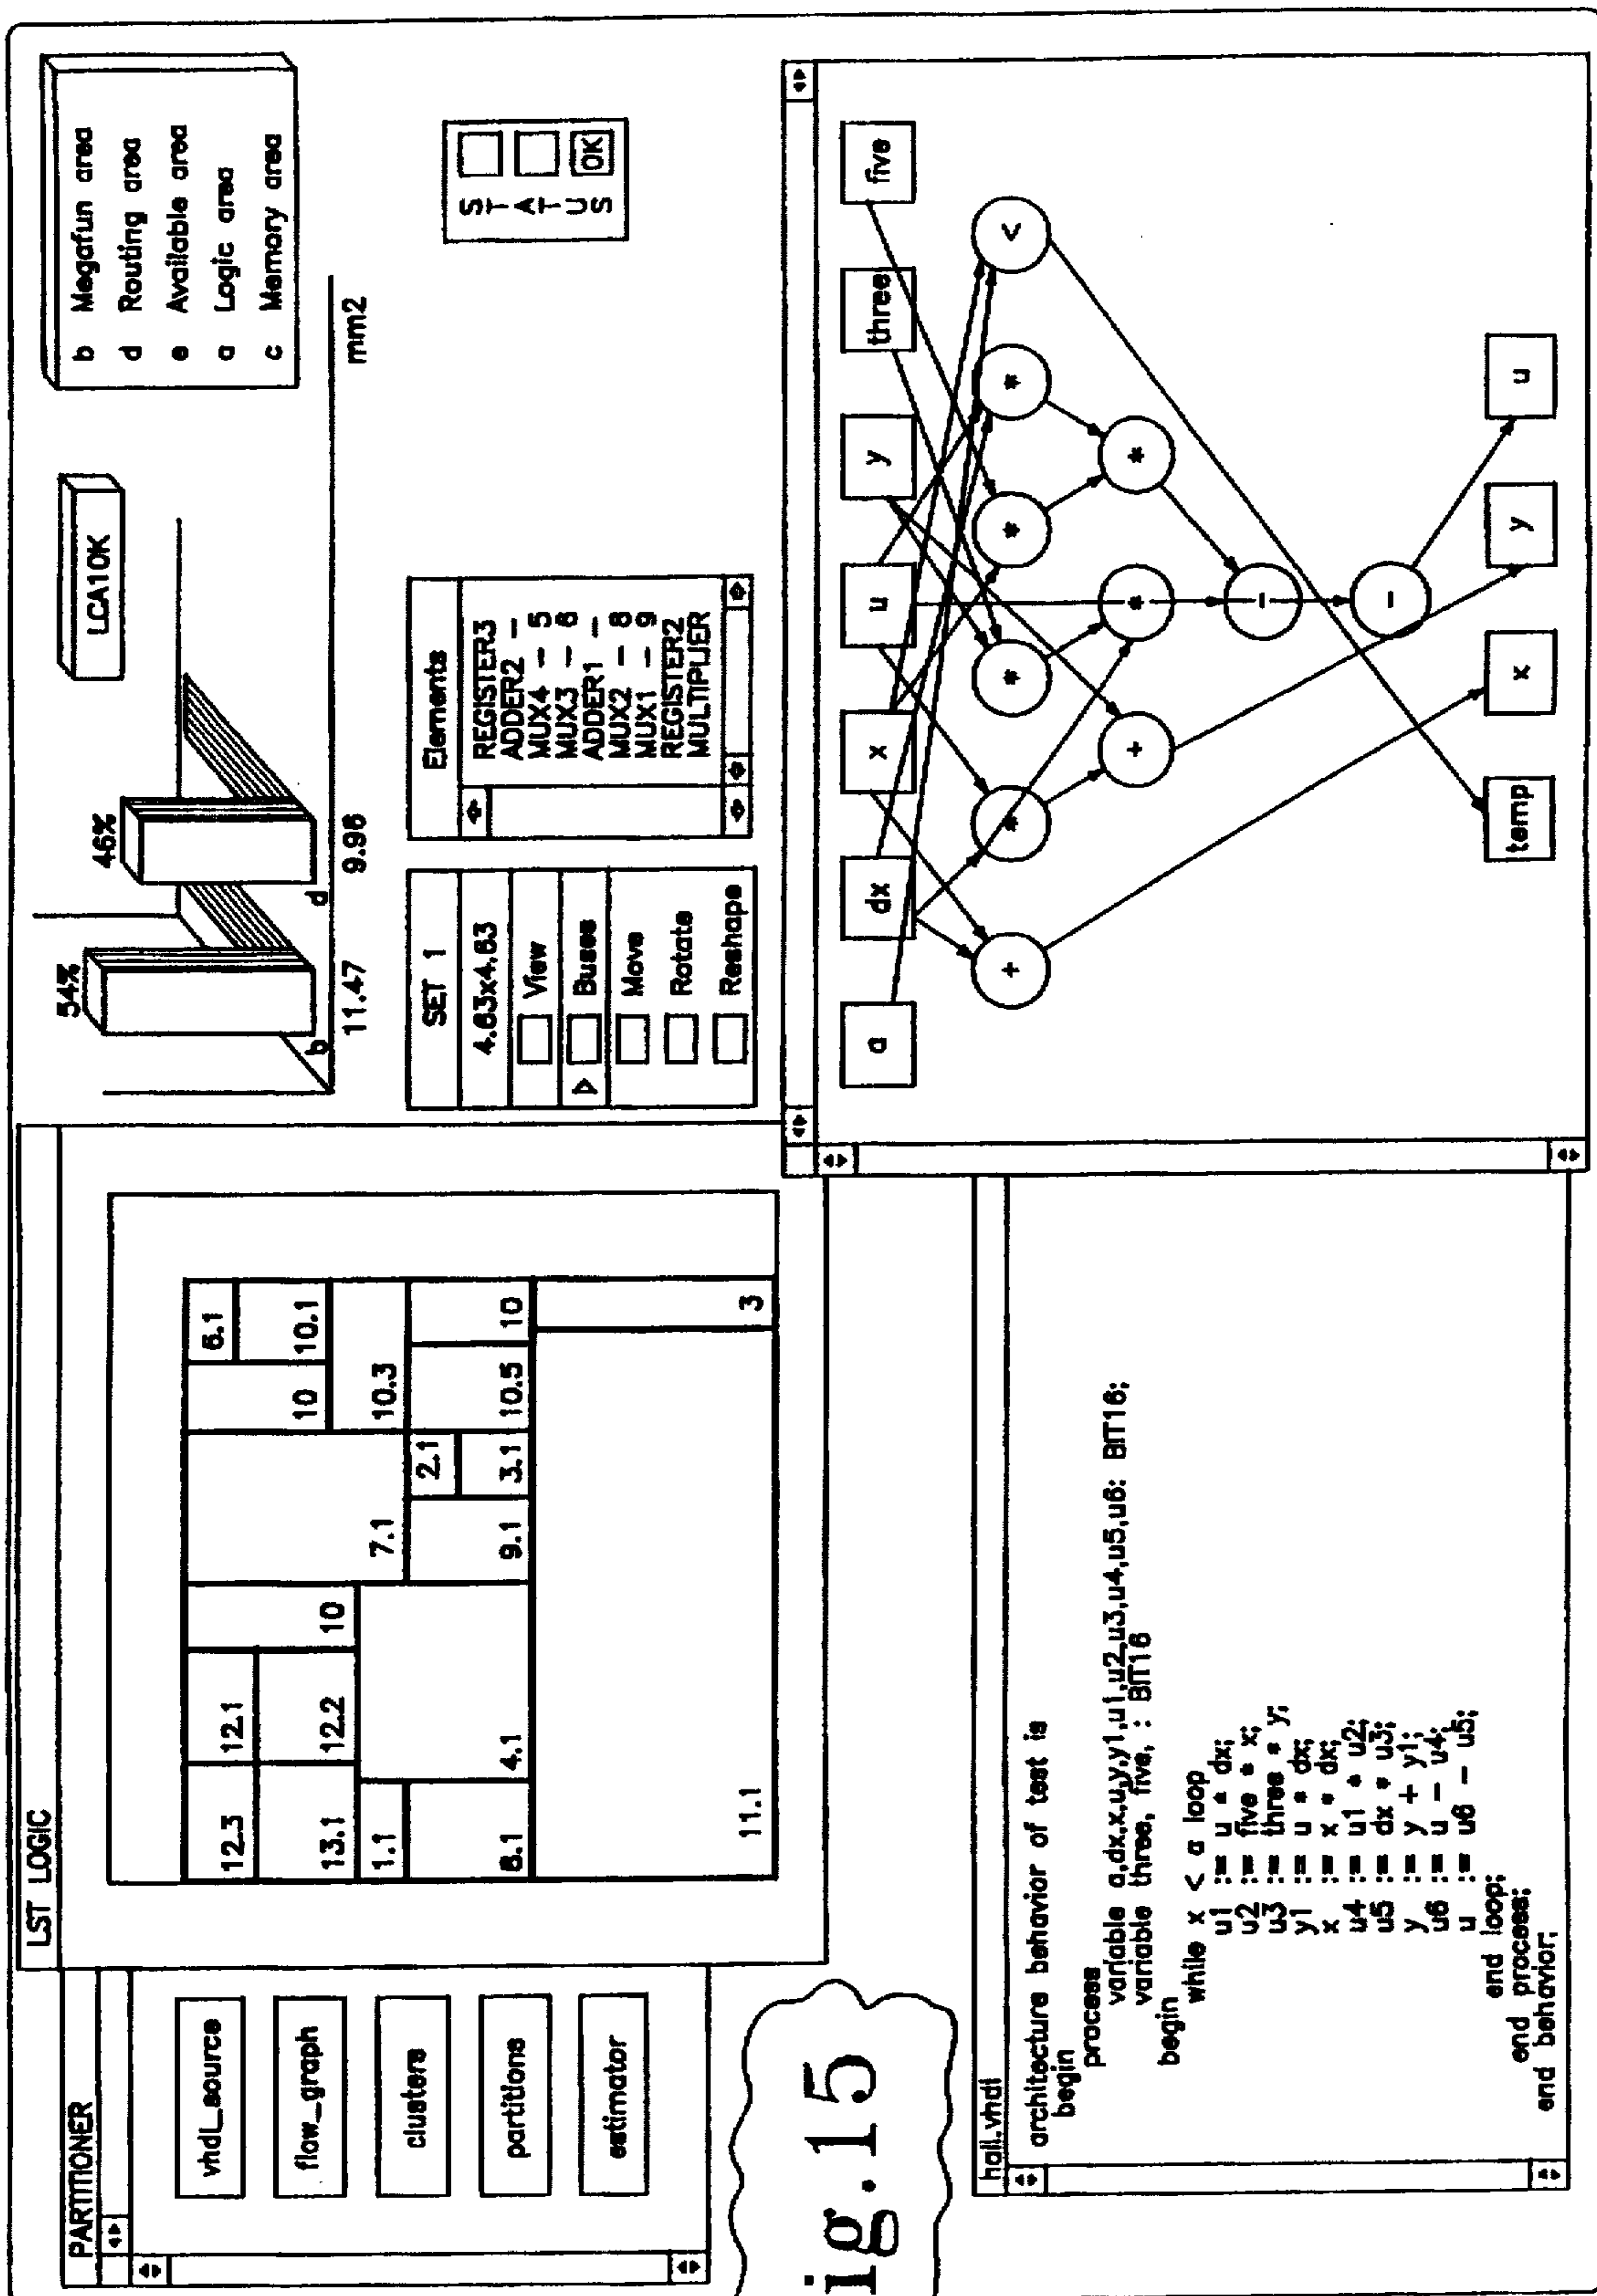 PARTITIONER
vhdl_source
flow_graph
clusters
partitions
estimator
LST LOGIC
12.3
12.1
10
7.1
10
6.1
13.1
12.2
10.1
1.1
10.3
8.1
4.1
9.1
2.1
3.1
10.5
10
11.1
3
54%
46%
b
d
11.47
9.96
mm2
LCA10K
b Megafun area
d Routing area
e Available area
a Logic area
c Memory area
SET 1
4.63x4.63
View
Buses
Move
Rotate
Reshape
Elements
REGISTER3
ADDER2 –
MUX4 – 5
MUX3 – 6
ADDER1 –
MUX2 – 8
MUX1 – 9
REGISTER2
MULTIPLIER
STATUS
OK
ig.15
hall.vhdl
architecture behavior of test is
begin
process
variable a,dx,x,u,y,y1,u1,u2,u3,u4,u5,u6: BIT16;
variable three, five, : BIT16
begin
while x < a loop
u1 := u * dx;
u2 := five * x;
u3 := three * y;
y1 := u * dx;
x := x * dx;
u4 := u1 * u2;
u5 := dx * u3;
y := y + y1;
u6 := u – u4;
u := u6 – u5;
end loop;
end process;
end behavior;
a
dx
x
u
y
three
five
+
*
*
*
*
<
+
*
*
–
–
temp
x
y
u